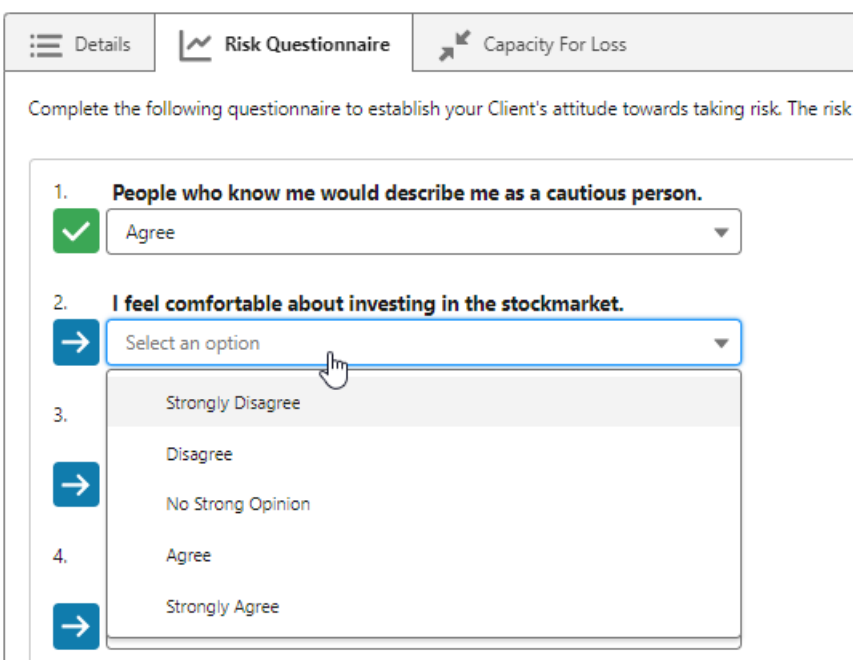 Details
Risk Questionnaire
Capacity For Loss
Complete the following questionnaire to establish your Client's attitude towards taking risk. The risk
1.
People who know me would describe me as a cautious person.
Agree
2.
I feel comfortable about investing in the stockmarket.
Select an option
Strongly Disagree
3.
Disagree
No Strong Opinion
4.
Agree
Strongly Agree